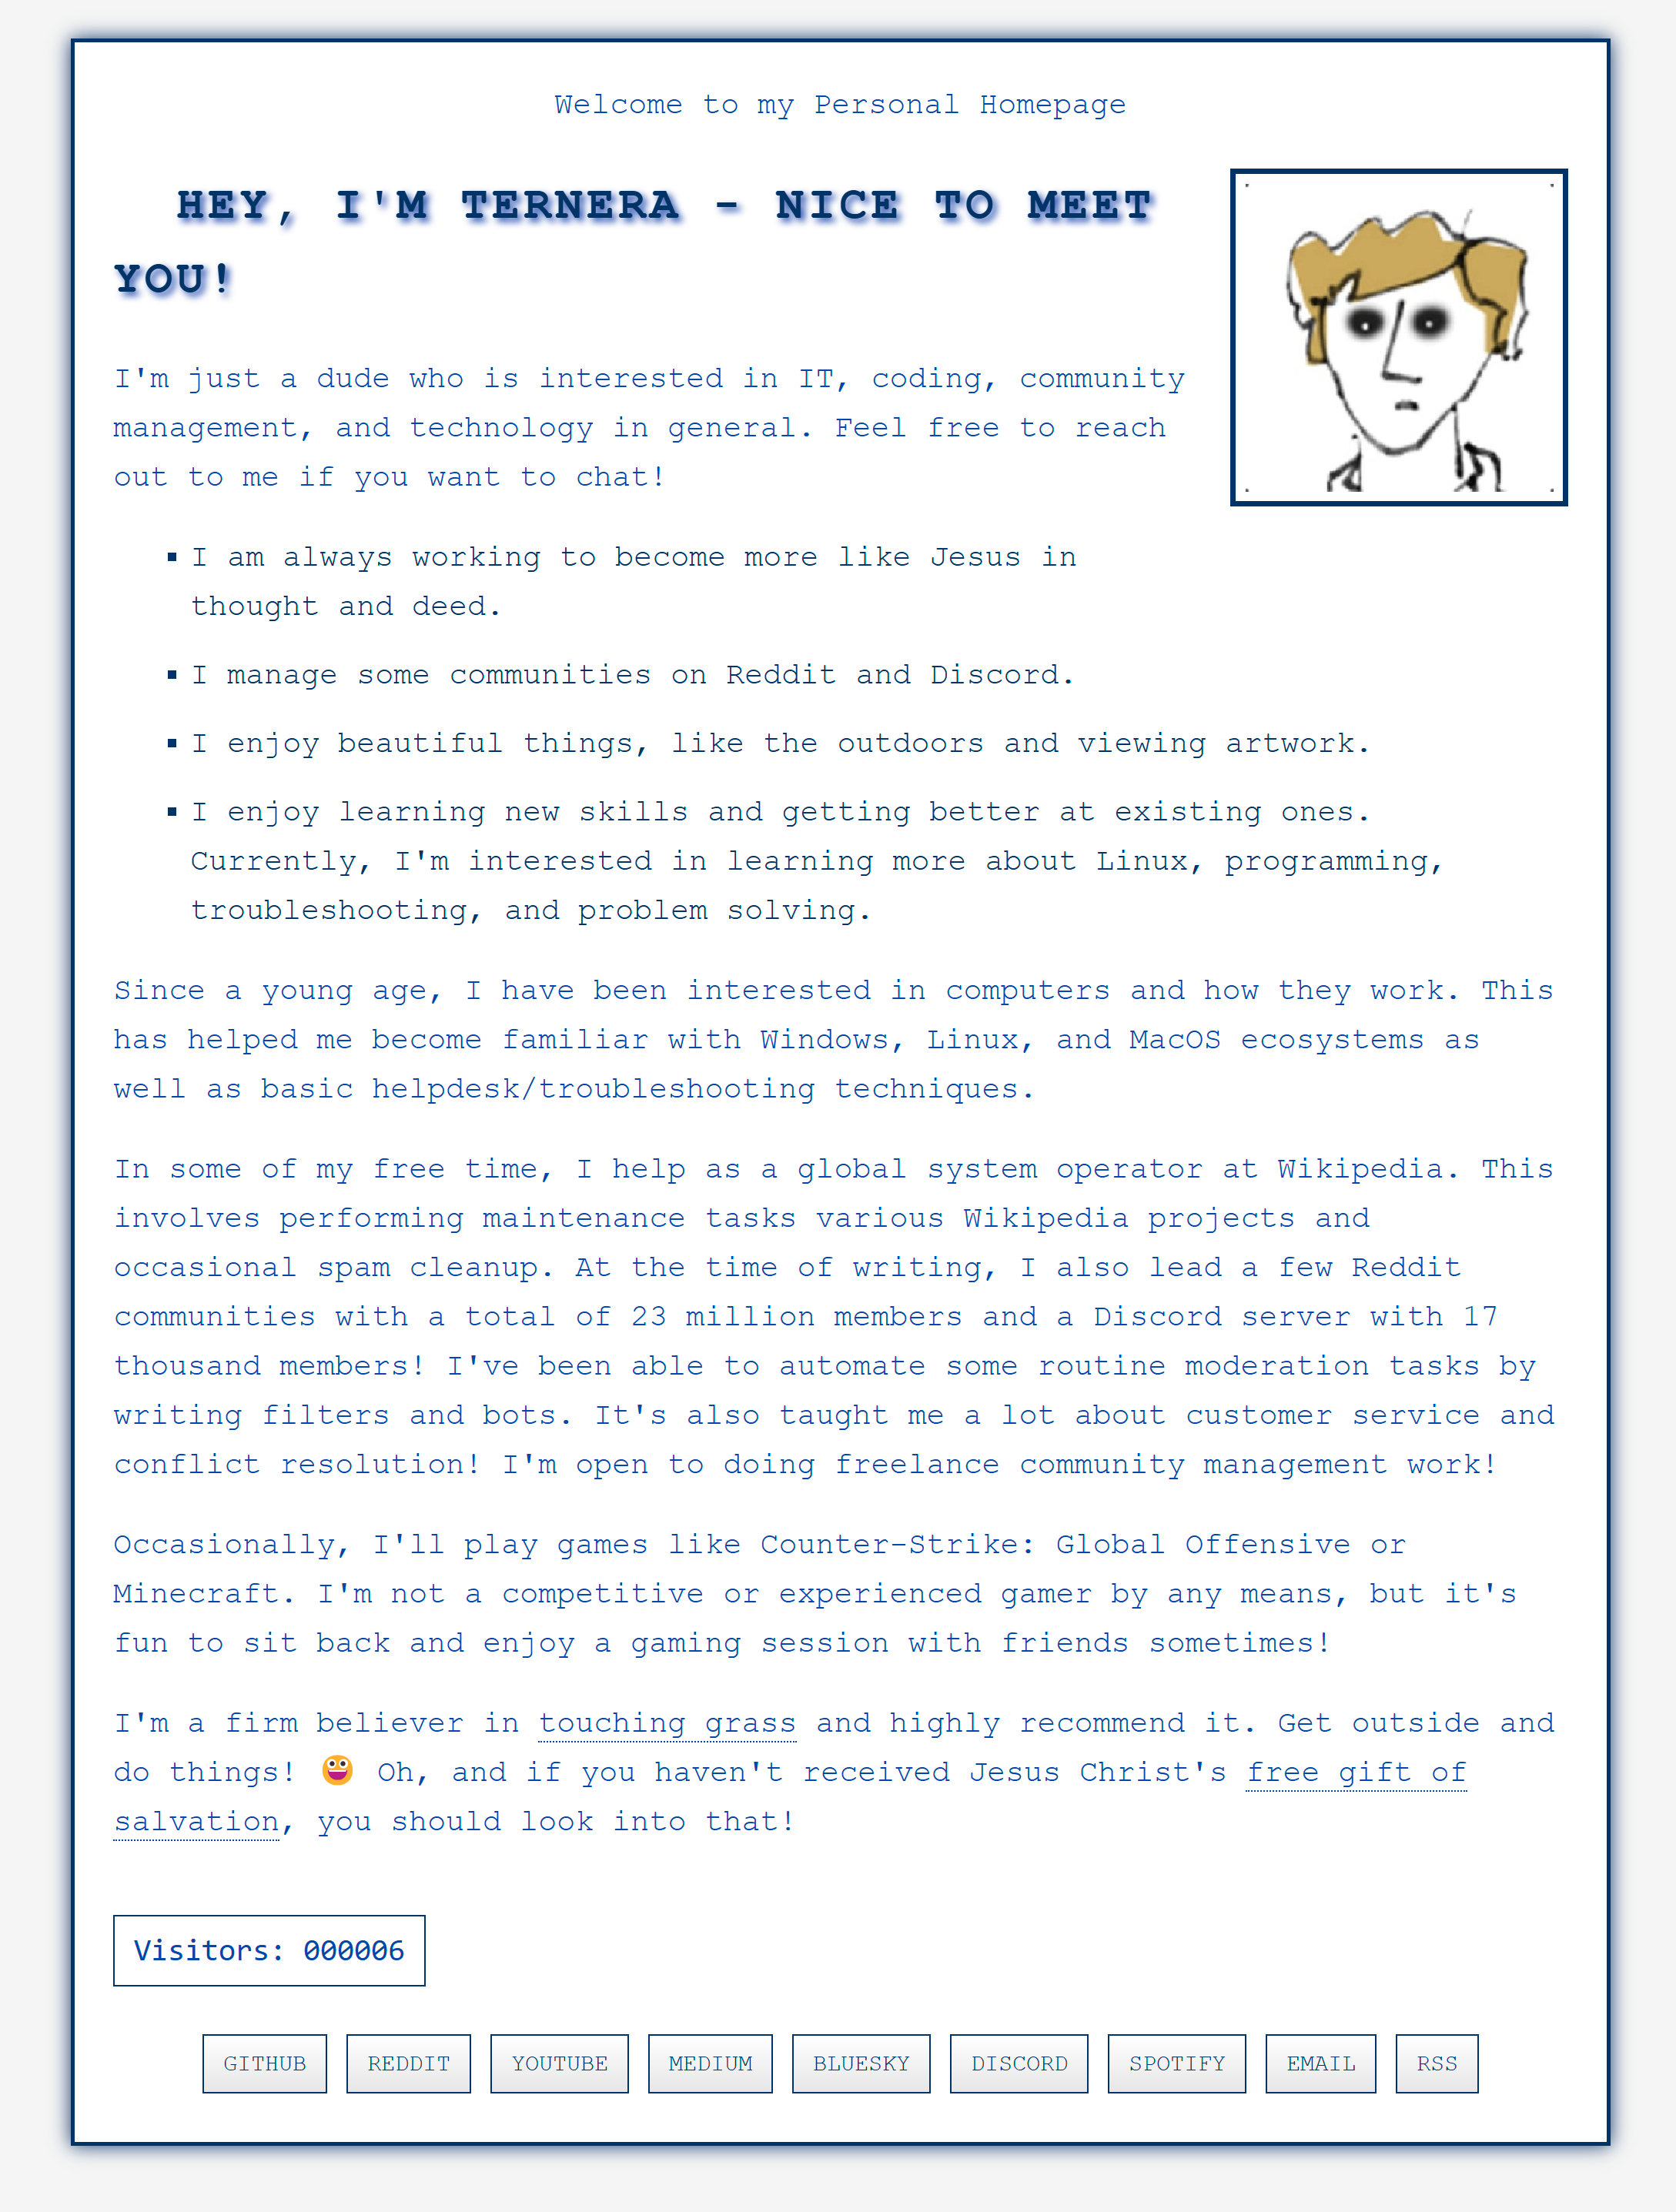 Welcome to my Personal Homepage
HEY, I'M TERNERA - NICE TO MEET
YOU!
I'm just a dude who is interested in IT, coding, community
management, and technology in general. Feel free to reach
out to me if you want to chat!
I am always working to become more like Jesus in
thought and deed.
I manage some communities on Reddit and Discord.
I enjoy beautiful things, like the outdoors and viewing artwork.
I enjoy learning new skills and getting better at existing ones.
Currently, I'm interested in learning more about Linux, programming,
troubleshooting, and problem solving.
Since a young age, I have been interested in computers and how they work. This
has helped me become familiar with Windows, Linux, and MacOS ecosystems as
well as basic helpdesk/troubleshooting techniques.
In some of my free time, I help as a global system operator at Wikipedia. This
involves performing maintenance tasks various Wikipedia projects and
occasional spam cleanup. At the time of writing, I also lead a few Reddit
communities with a total of 23 million members and a Discord server with 17
thousand members! I've been able to automate some routine moderation tasks by
writing filters and bots. It's also taught me a lot about customer service and
conflict resolution! I'm open to doing freelance community management work!
Occasionally, I'll play games like Counter-Strike: Global Offensive or
Minecraft. I'm not a competitive or experienced gamer by any means, but it's
fun to sit back and enjoy a gaming session with friends sometimes!
I'm a firm believer in touching grass and highly recommend it. Get outside and
do things! 😀 Oh, and if you haven't received Jesus Christ's free gift of
salvation, you should look into that!
Visitors: 000006
GITHUB REDDIT YOUTUBE MEDIUM BLUESKY DISCORD SPOTIFY EMAIL RSS